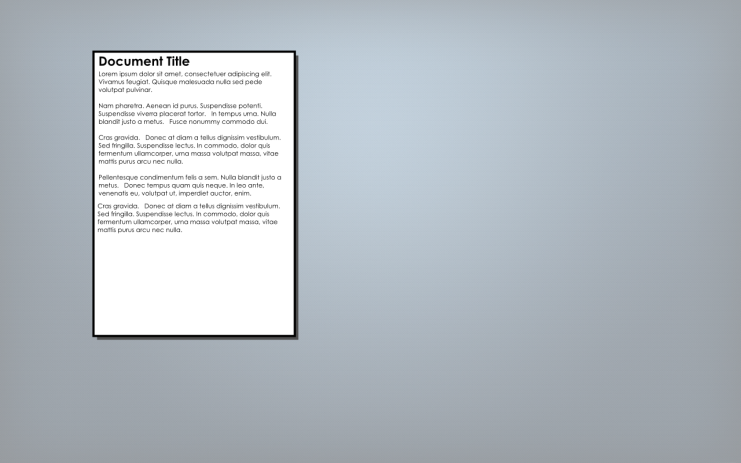 Document Title
Lorem ipsum dolor sit amet, consectetuer adipiscing elit.
Vivamus feugiat. Quisque malesuada nulla sed pede
volutpat pulvinar.
Nam pharetra. Aenean id purus. Suspendisse potenti.
Suspendisse viverra placerat tortor. In tempus urna. Nulla
blandit justo a metus. Fusce nonummy commodo dui.
Cras gravida. Donec at diam a tellus dignissim vestibulum.
Sed fringilla. Suspendisse lectus. In commodo, dolor quis
fermentum ullamcorper, urna massa volutpat massa, vitae
mattis purus arcu nec nulla.
Pellentesque condimentum felis a sem. Nulla blandit justo a
metus. Donec tempus quam quis neque. In leo ante,
venenatis eu, volutpat ut, imperdiet auctor, enim.
Cras gravida. Donec at diam a tellus dignissim vestibulum.
Sed fringilla. Suspendisse lectus. In commodo, dolor quis
fermentum ullamcorper, urna massa volutpat massa, vitae
mattis purus arcu nec nulla.